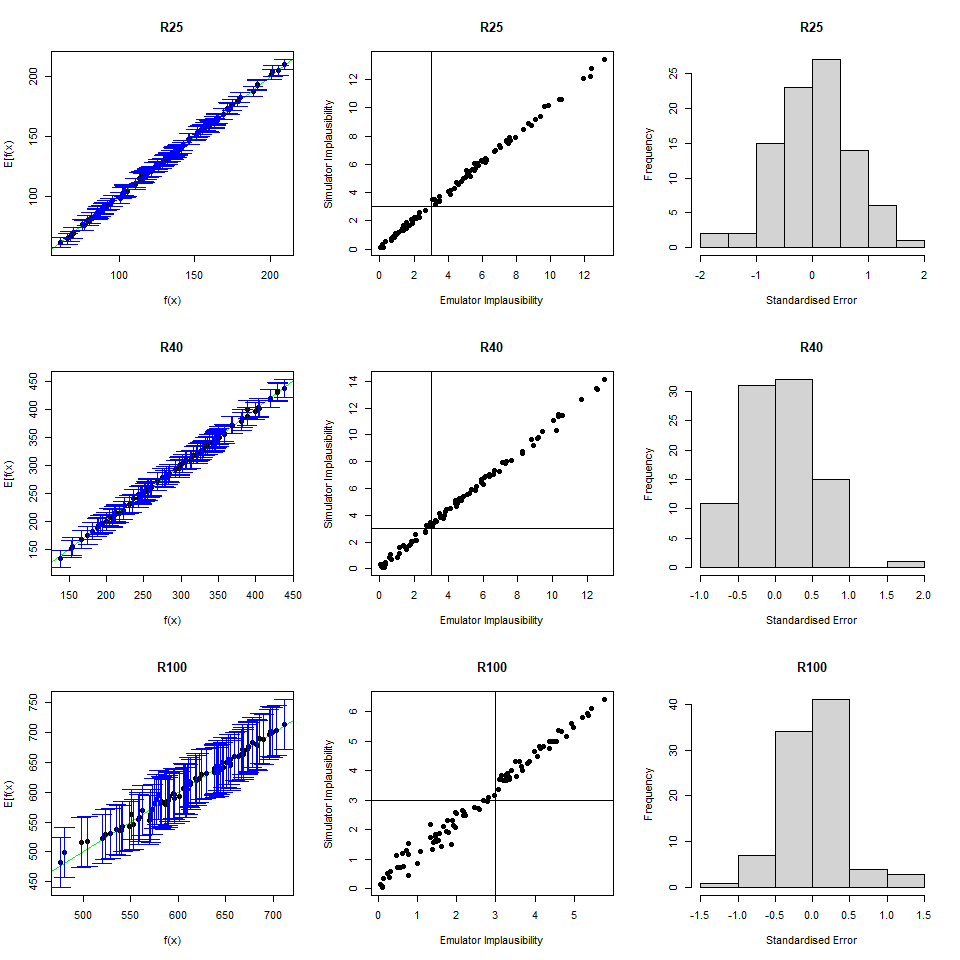 R25 R25 R25
E[f(x)
200
150
100
100 150 200
f(x)
Simulator Implausibility
12
10
8
6
4
2
0
0 2 4 6 8 10 12
Emulator Implausibility
Frequency
25
20
15
10
5
0
-2 -1 0 1 2
Standardised Error
R40 R40 R40
E[f(x)
450
400
350
300
250
200
150
150 200 250 300 350 400 450
f(x)
Simulator Implausibility
14
12
10
8
6
4
2
0
0 2 4 6 8 10 12
Emulator Implausibility
Frequency
30
25
20
15
10
5
0
-1.0 -0.5 0.0 0.5 1.0 1.5 2.0
Standardised Error
R100 R100 R100
E[f(x)
750
700
650
600
550
500
450
500 550 600 650 700
f(x)
Simulator Implausibility
6
5
4
3
2
1
0
0 1 2 3 4 5
Emulator Implausibility
Frequency
40
30
20
10
0
-1.5 -1.0 -0.5 0.0 0.5 1.0 1.5
Standardised Error